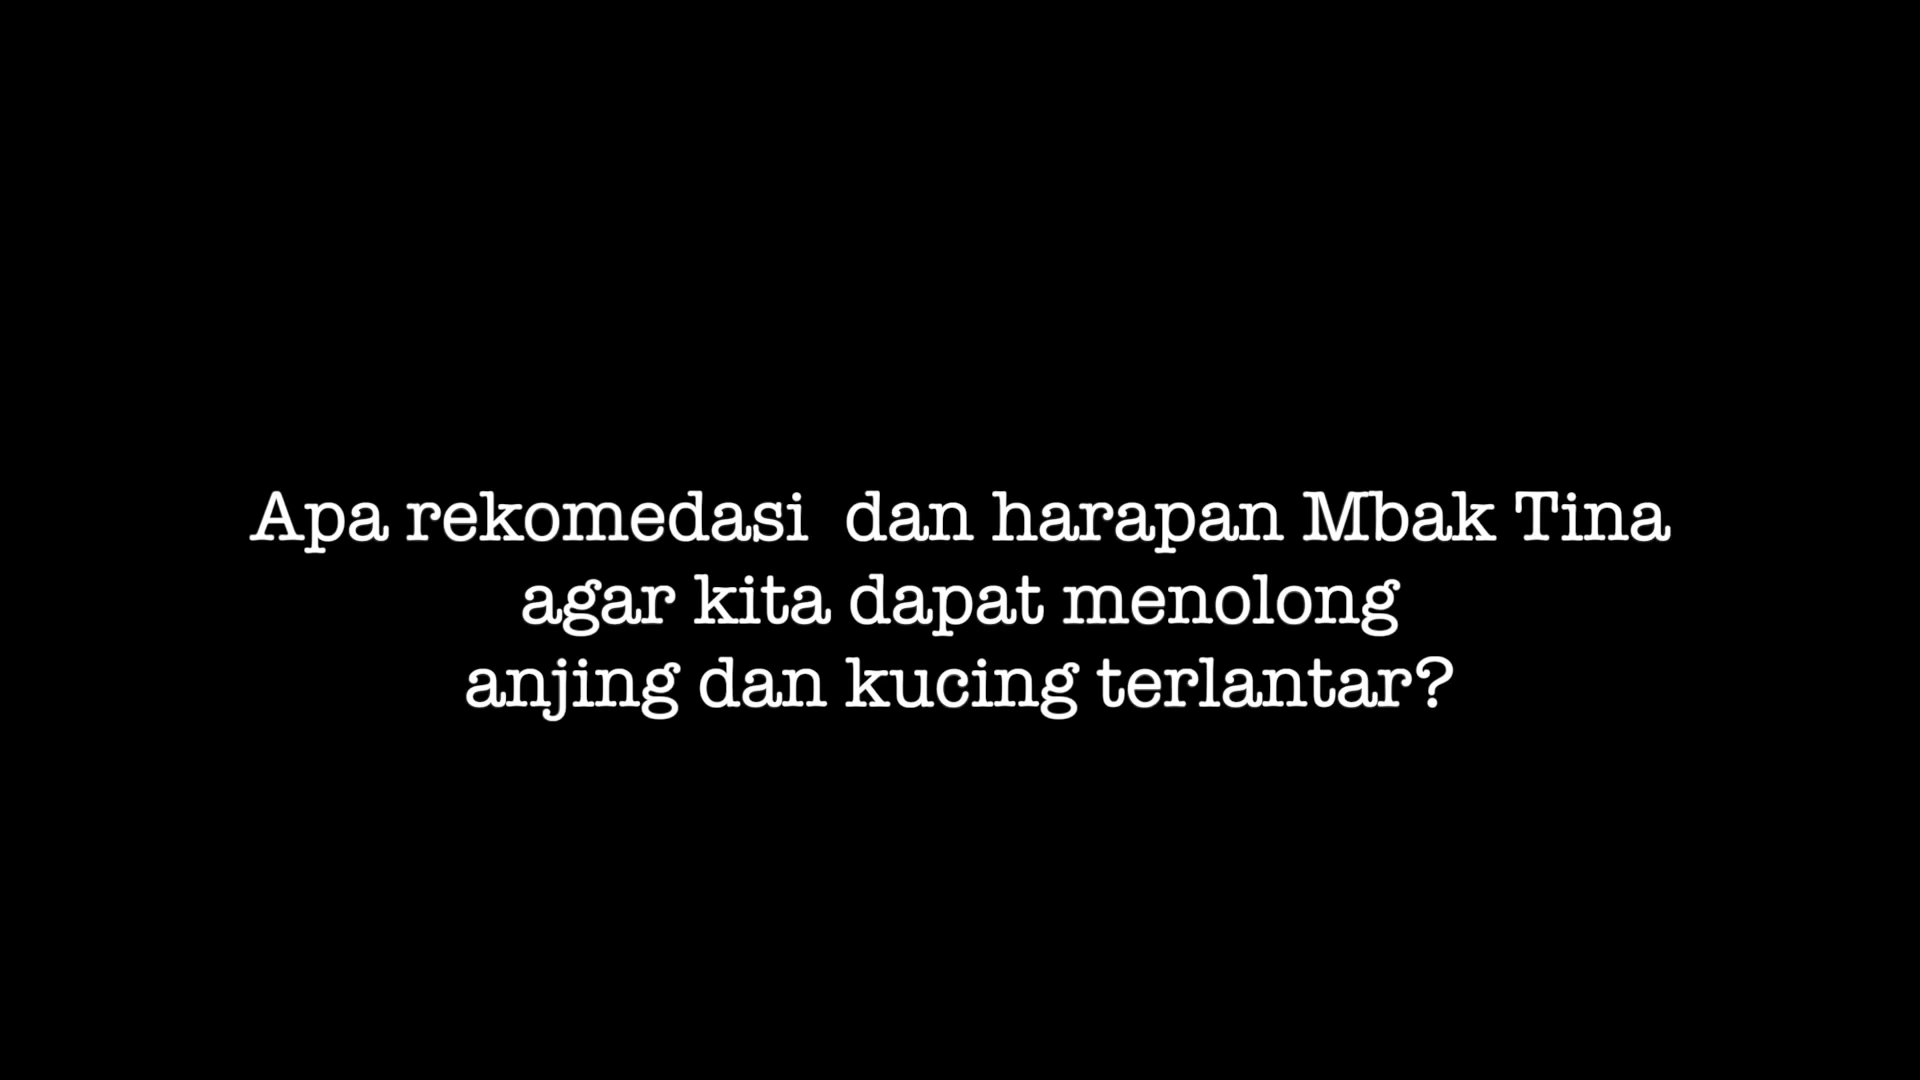 Apa rekomedasi  dan harapan Mbak Tina
agar kita dapat menolong
anjing dan kucing terlantar?